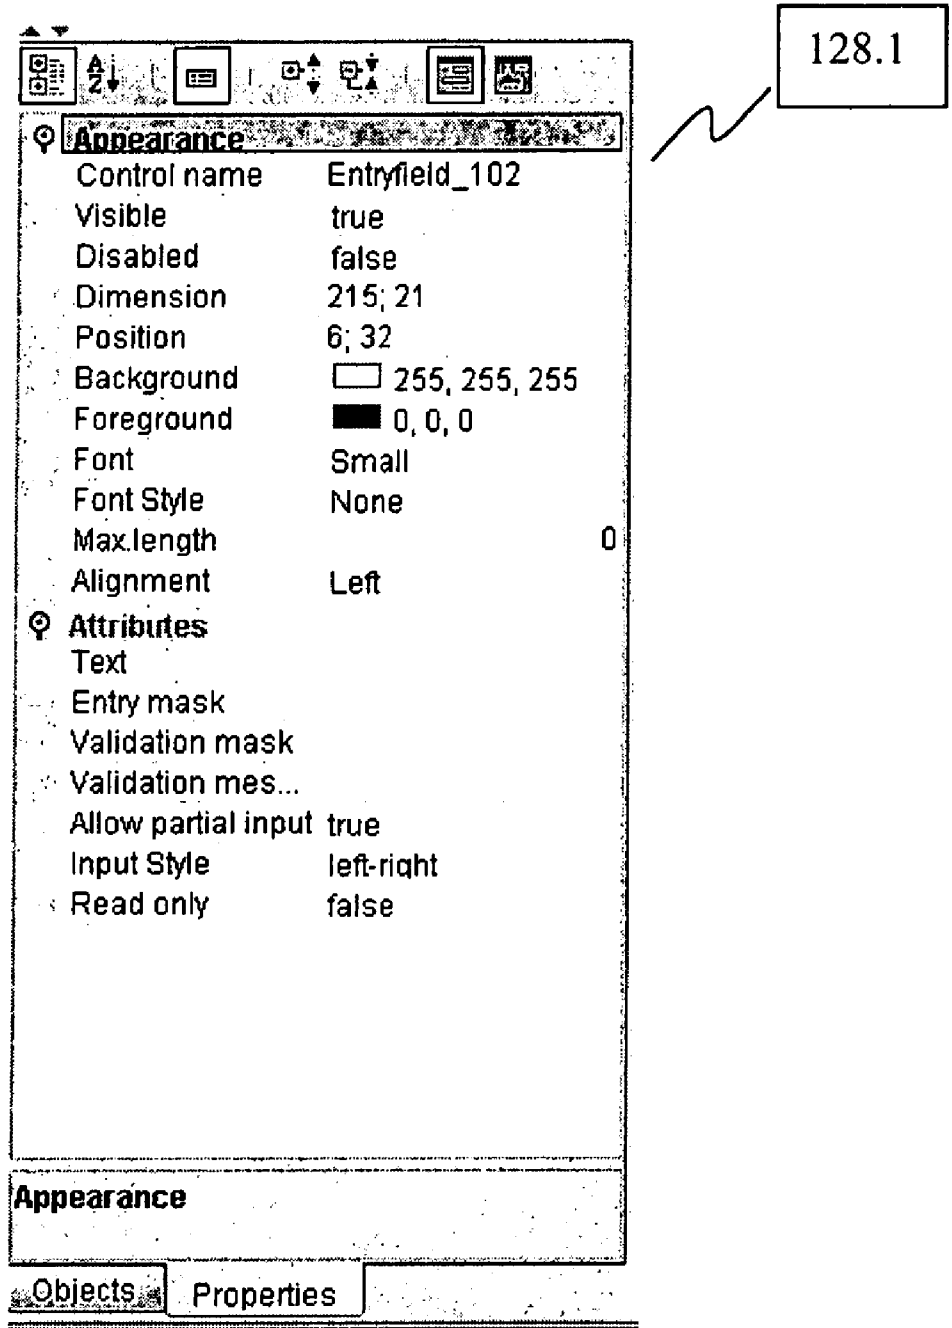 128.1
Appearance
Control name Entryfield_102
Visible true
Disabled false
Dimension 215; 21
Position 6; 32
Background 255, 255, 255
Foreground 0, 0, 0
Font Small
Font Style None
Max.length 0
Alignment Left
Attributes
Text
Entry mask
Validation mask
Validation mes...
Allow partial input true
Input Style left-right
Read only false
Appearance
Objects Properties